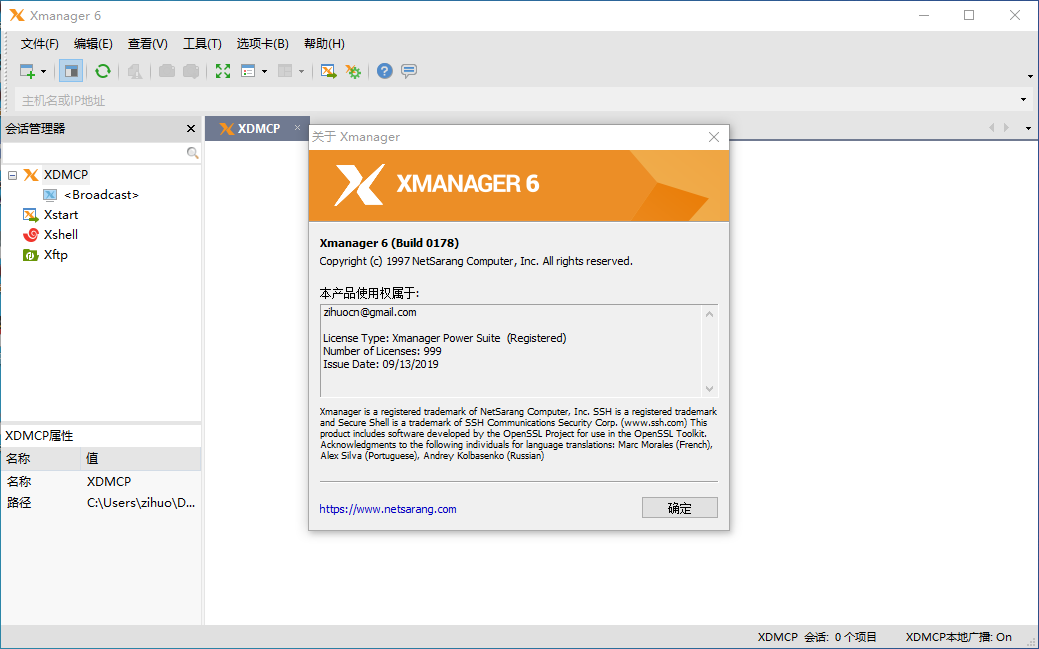 Xmanager 6
文件(F) 编辑(E) 查看(V) 工具(T) 选项卡(B) 帮助(H)
主机名或IP地址
会话管理器
XDMCP
XDMCP
<Broadcast>
Xstart
Xshell
Xftp
XDMCP属性
名称 值
名称 XDMCP
路径 C:\Users\zihuo\D...
关于 Xmanager
XMANAGER 6
Xmanager 6 (Build 0178)
Copyright (c) 1997 NetSarang Computer, Inc. All rights reserved.
本产品使用权属于:
zihuocn@gmail.com
License Type: Xmanager Power Suite (Registered)
Number of Licenses: 999
Issue Date: 09/13/2019
Xmanager is a registered trademark of NetSarang Computer, Inc. SSH is a registered trademark
and Secure Shell is a trademark of SSH Communications Security Corp. (www.ssh.com) This
product includes software developed by the OpenSSL Project for use in the OpenSSL Toolkit.
Acknowledgments to the following individuals for language translations: Marc Morales (French),
Alex Silva (Portuguese), Andrey Kolbasenko (Russian)
https://www.netsarang.com
确定
XDMCP 会话: 0 个项目 XDMCP本地广播: On